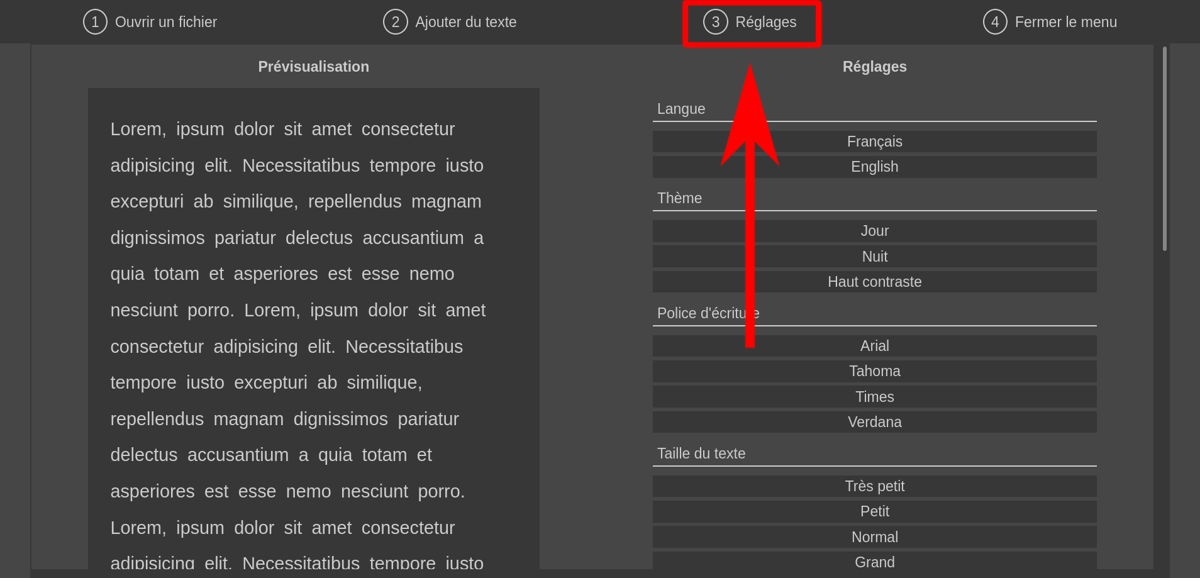 1 Ouvrir un fichier
2 Ajouter du texte
3 Réglages
4 Fermer le menu
Prévisualisation
Lorem, ipsum dolor sit amet consectetur
adipisicing elit. Necessitatibus tempore iusto
excepturi ab similique, repellendus magnam
dignissimos pariatur delectus accusantium a
quia totam et asperiores est esse nemo
nesciunt porro. Lorem, ipsum dolor sit amet
consectetur adipisicing elit. Necessitatibus
tempore iusto excepturi ab similique,
repellendus magnam dignissimos pariatur
delectus accusantium a quia totam et
asperiores est esse nemo nesciunt porro.
Lorem, ipsum dolor sit amet consectetur
adipisicing elit. Necessitatibus tempore iusto
Réglages
Langue
Français
English
Thème
Jour
Nuit
Haut contraste
Police d'écriture
Arial
Tahoma
Times
Verdana
Taille du texte
Très petit
Petit
Normal
Grand